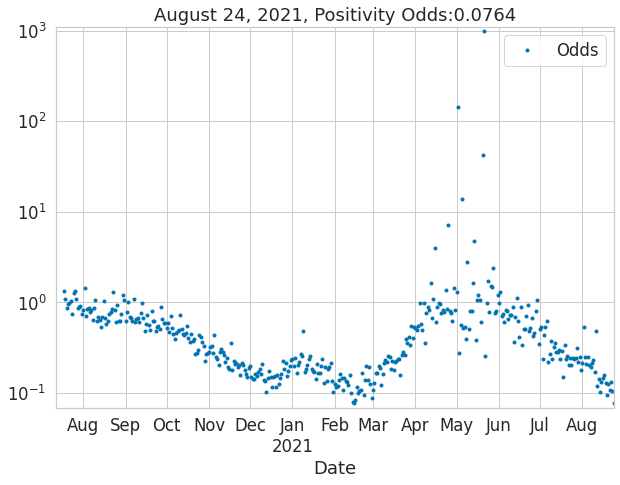 August 24, 2021, Positivity Odds:0.0764
Odds
10³
10²
10¹
10⁰
10⁻¹
Aug Sep Oct Nov Dec Jan Feb Mar Apr May Jun Jul Aug
2021
Date